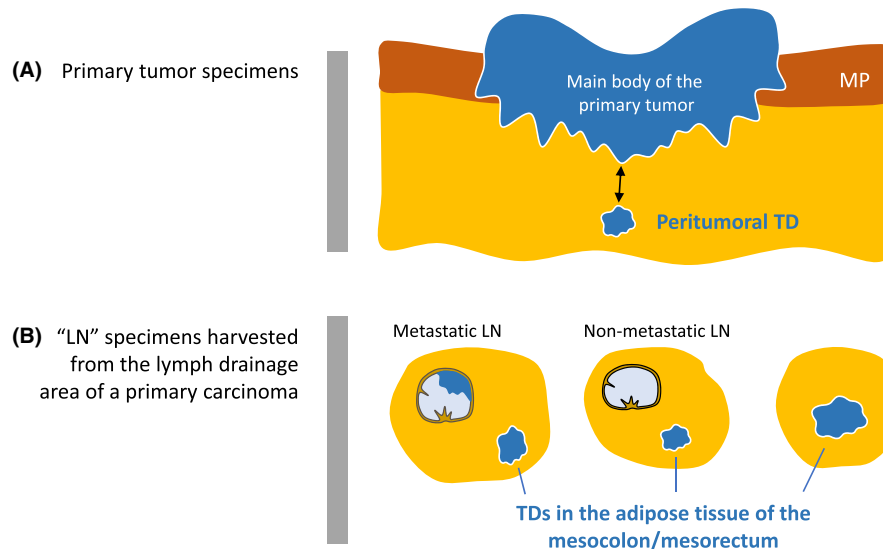 (A) Primary tumor specimens
Main body of the
primary tumor
MP
Peritumoral TD
(B) “LN” specimens harvested
from the lymph drainage
area of a primary carcinoma
Metastatic LN
Non-metastatic LN
TDs in the adipose tissue of the
mesocolon/mesorectum